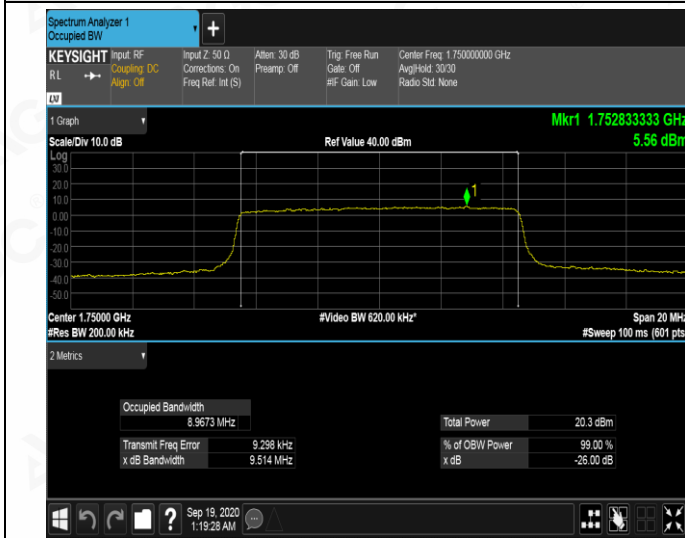 Spectrum Analyzer 1
Occupied BW
+
KEYSIGHT
RL
LXI
Input: RF
Coupling: DC
Align: Off
Input Z: 50 Ω
Corrections: On
Freq Ref: Int (S)
Atten: 30 dB
Preamp: Off
Trig: Free Run
Gate: Off
#IF Gain: Low
Center Freq: 1.750000000 GHz
Avg|Hold: 30/30
Radio Std: None
1 Graph
Mkr1 1.752833333 GHz
Scale/Div 10.0 dB
Ref Value 40.00 dBm
5.56 dBm
Log
30.0
20.0
10.0
0.00
-10.0
-20.0
-30.0
-40.0
-50.0
1
Center 1.75000 GHz
#Video BW 620.00 kHz*
Span 20 MHz
#Res BW 200.00 kHz
#Sweep 100 ms (601 pts)
2 Metrics
Occupied Bandwidth
8.9673 MHz
Total Power 20.3 dBm
Transmit Freq Error 9.298 kHz
% of OBW Power 99.00 %
x dB Bandwidth 9.514 MHz
x dB -26.00 dB
?
Sep 19, 2020
1:19:28 AM